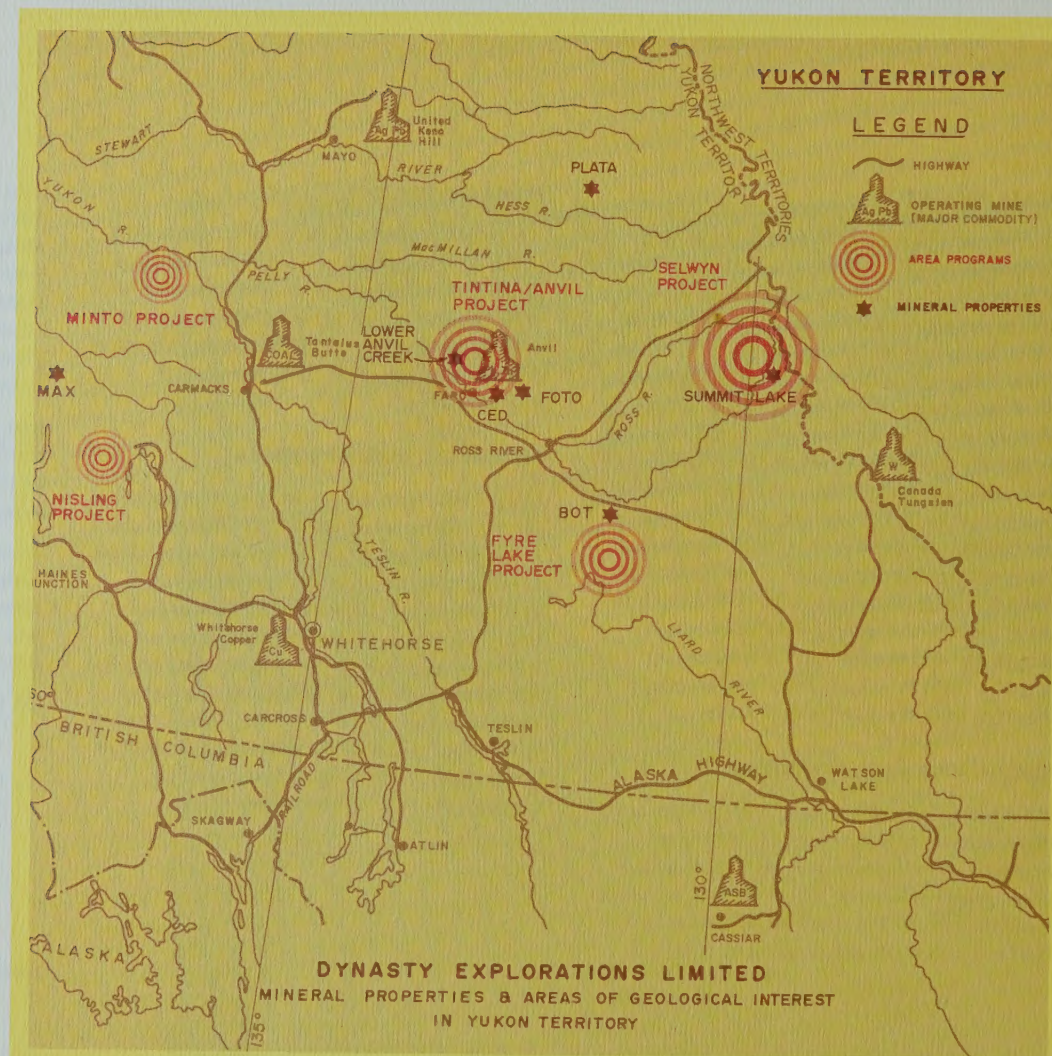 YUKON TERRITORY
LEGEND
HIGHWAY
Ag Pb
OPERATING MINE
(MAJOR COMMODITY)
AREA PROGRAMS
MINERAL PROPERTIES
NORTHWEST TERRITORIES
YUKON TERRITORY
STEWART
RIVER
Ag Pb
United
Keno
Hill
MAYO
PLATA
HESS R.
YUKON
R.
MacMILLAN R.
PELLY R.
MINTO PROJECT
TINTINA/ANVIL
PROJECT
SELWYN
PROJECT
COAL
Tantalus
Butte
LOWER
ANVIL
CREEK
Anvil
FARO
CED
FOTO
MAX
CARMACKS
SUMMIT LAKE
ROSS R.
ROSS RIVER
W
Canada
Tungsten
NISLING
PROJECT
BOT
FYRE
LAKE
PROJECT
TESLIN R.
HAINES
JUNCTION
Whitehorse
Copper
Cu
WHITEHORSE
LIARD
RIVER
60°
BRITISH COLUMBIA
CARCROSS
TESLIN
ALASKA HIGHWAY
WATSON
LAKE
RAILROAD
SKAGWAY
ATLIN
130°
ASB
CASSIAR
ALASKA
135°
DYNASTY EXPLORATIONS LIMITED
MINERAL PROPERTIES & AREAS OF GEOLOGICAL INTEREST
IN YUKON TERRITORY